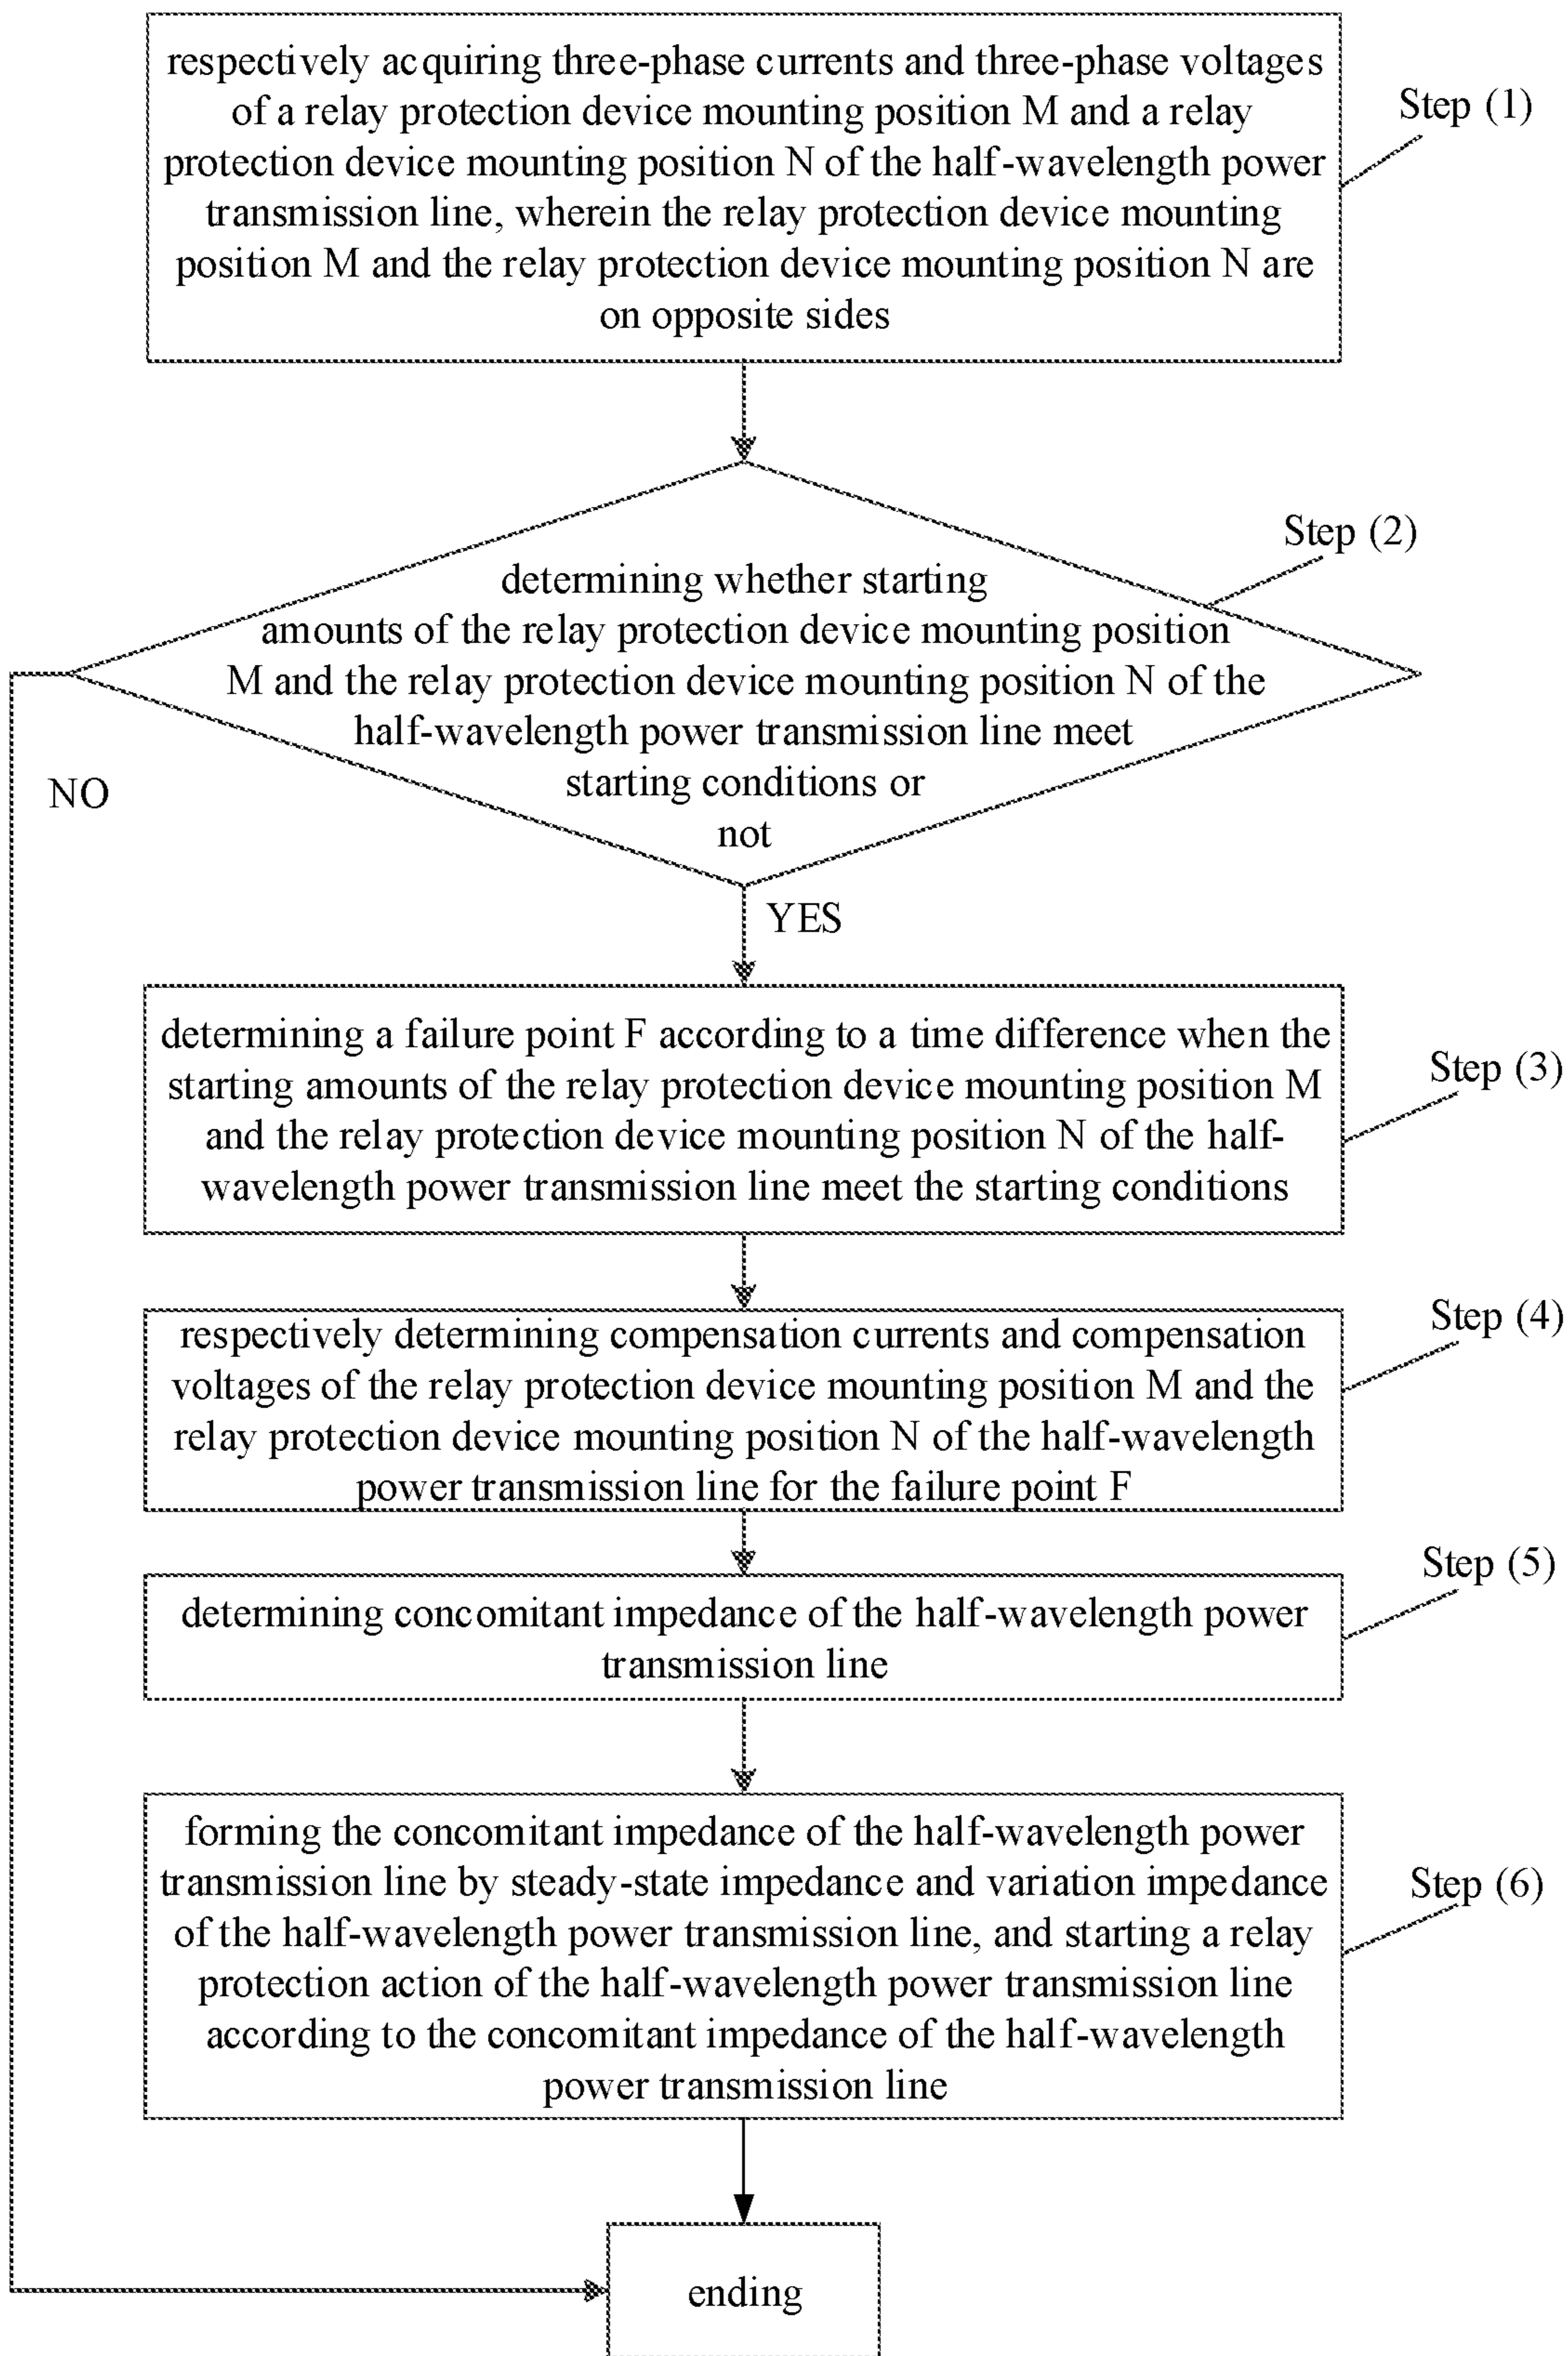 respectively acquiring three-phase currents and three-phase voltages
of a relay protection device mounting position M and a relay
protection device mounting position N of the half-wavelength power
transmission line, wherein the relay protection device mounting
position M and the relay protection device mounting position N are
on opposite sides
Step (1)
determining whether starting
amounts of the relay protection device mounting position
M and the relay protection device mounting position N of the
half-wavelength power transmission line meet
starting conditions or
not
Step (2)
NO
YES
determining a failure point F according to a time difference when the
starting amounts of the relay protection device mounting position M
and the relay protection device mounting position N of the half-
wavelength power transmission line meet the starting conditions
Step (3)
respectively determining compensation currents and compensation
voltages of the relay protection device mounting position M and the
relay protection device mounting position N of the half-wavelength
power transmission line for the failure point F
Step (4)
determining concomitant impedance of the half-wavelength power
transmission line
Step (5)
forming the concomitant impedance of the half-wavelength power
transmission line by steady-state impedance and variation impedance
of the half-wavelength power transmission line, and starting a relay
protection action of the half-wavelength power transmission line
according to the concomitant impedance of the half-wavelength
power transmission line
Step (6)
ending